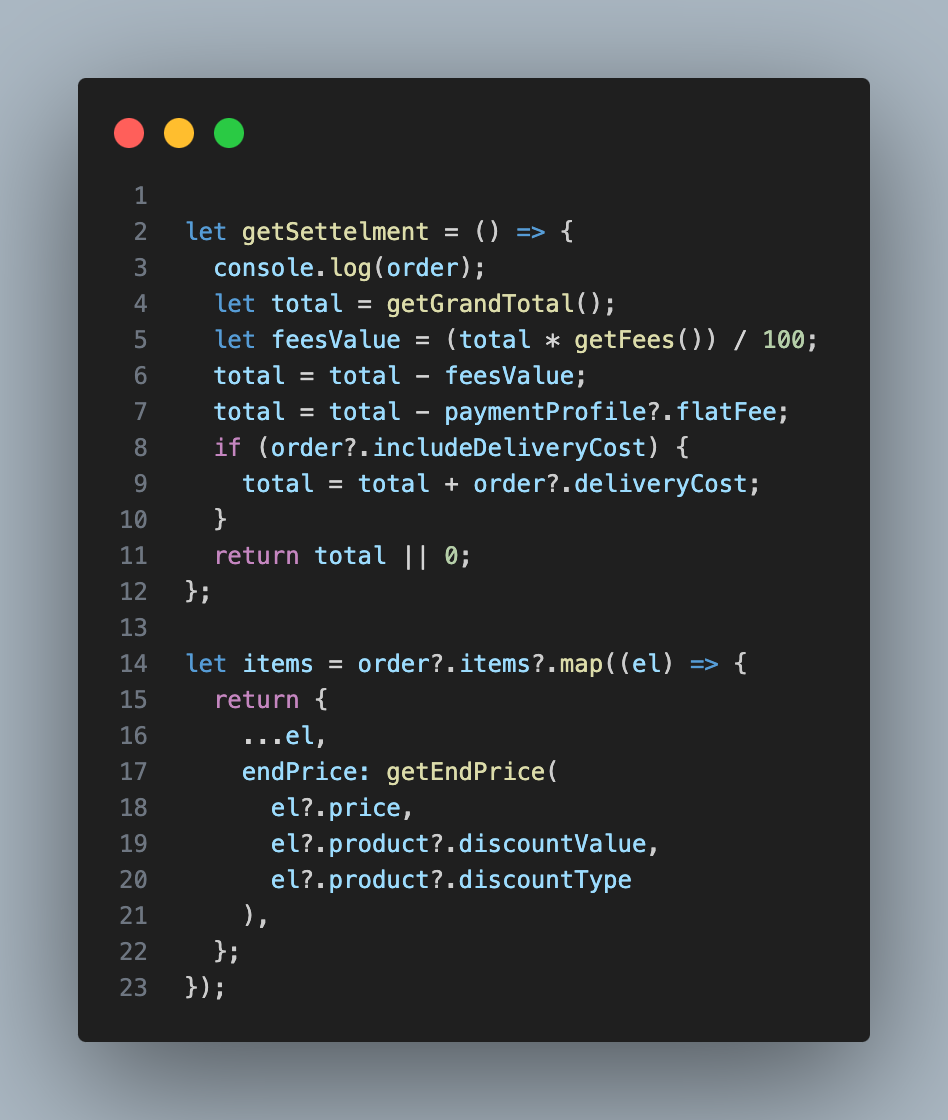 1
2 let getSettelment = () => {
3   console.log(order);
4   let total = getGrandTotal();
5   let feesValue = (total * getFees()) / 100;
6   total = total - feesValue;
7   total = total - paymentProfile?.flatFee;
8   if (order?.includeDeliveryCost) {
9     total = total + order?.deliveryCost;
10   }
11   return total || 0;
12 };
13
14 let items = order?.items?.map((el) => {
15   return {
16     ...el,
17     endPrice: getEndPrice(
18       el?.price,
19       el?.product?.discountValue,
20       el?.product?.discountType
21     ),
22   };
23 });